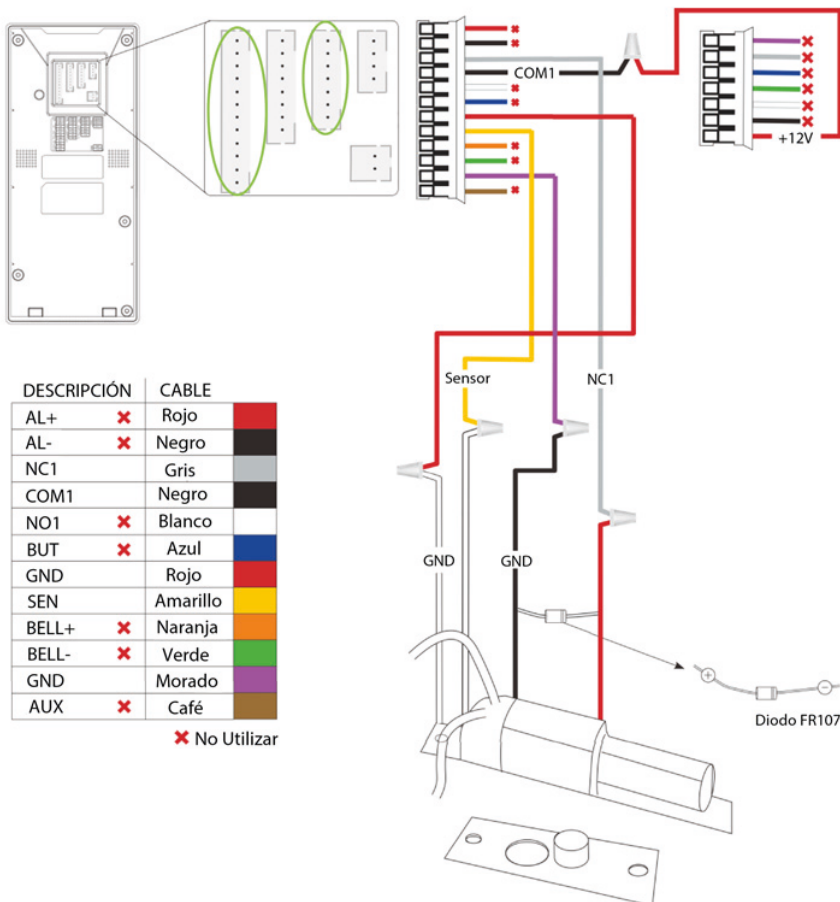 COM1
+12V
Sensor
NC1
GND
GND
DESCRIPCIÓN CABLE
AL+ Rojo
AL- Negro
NC1 Gris
COM1 Negro
NO1 Blanco
BUT Azul
GND Rojo
SEN Amarillo
BELL+ Naranja
BELL- Verde
GND Morado
AUX Café
No Utilizar
Diodo FR107